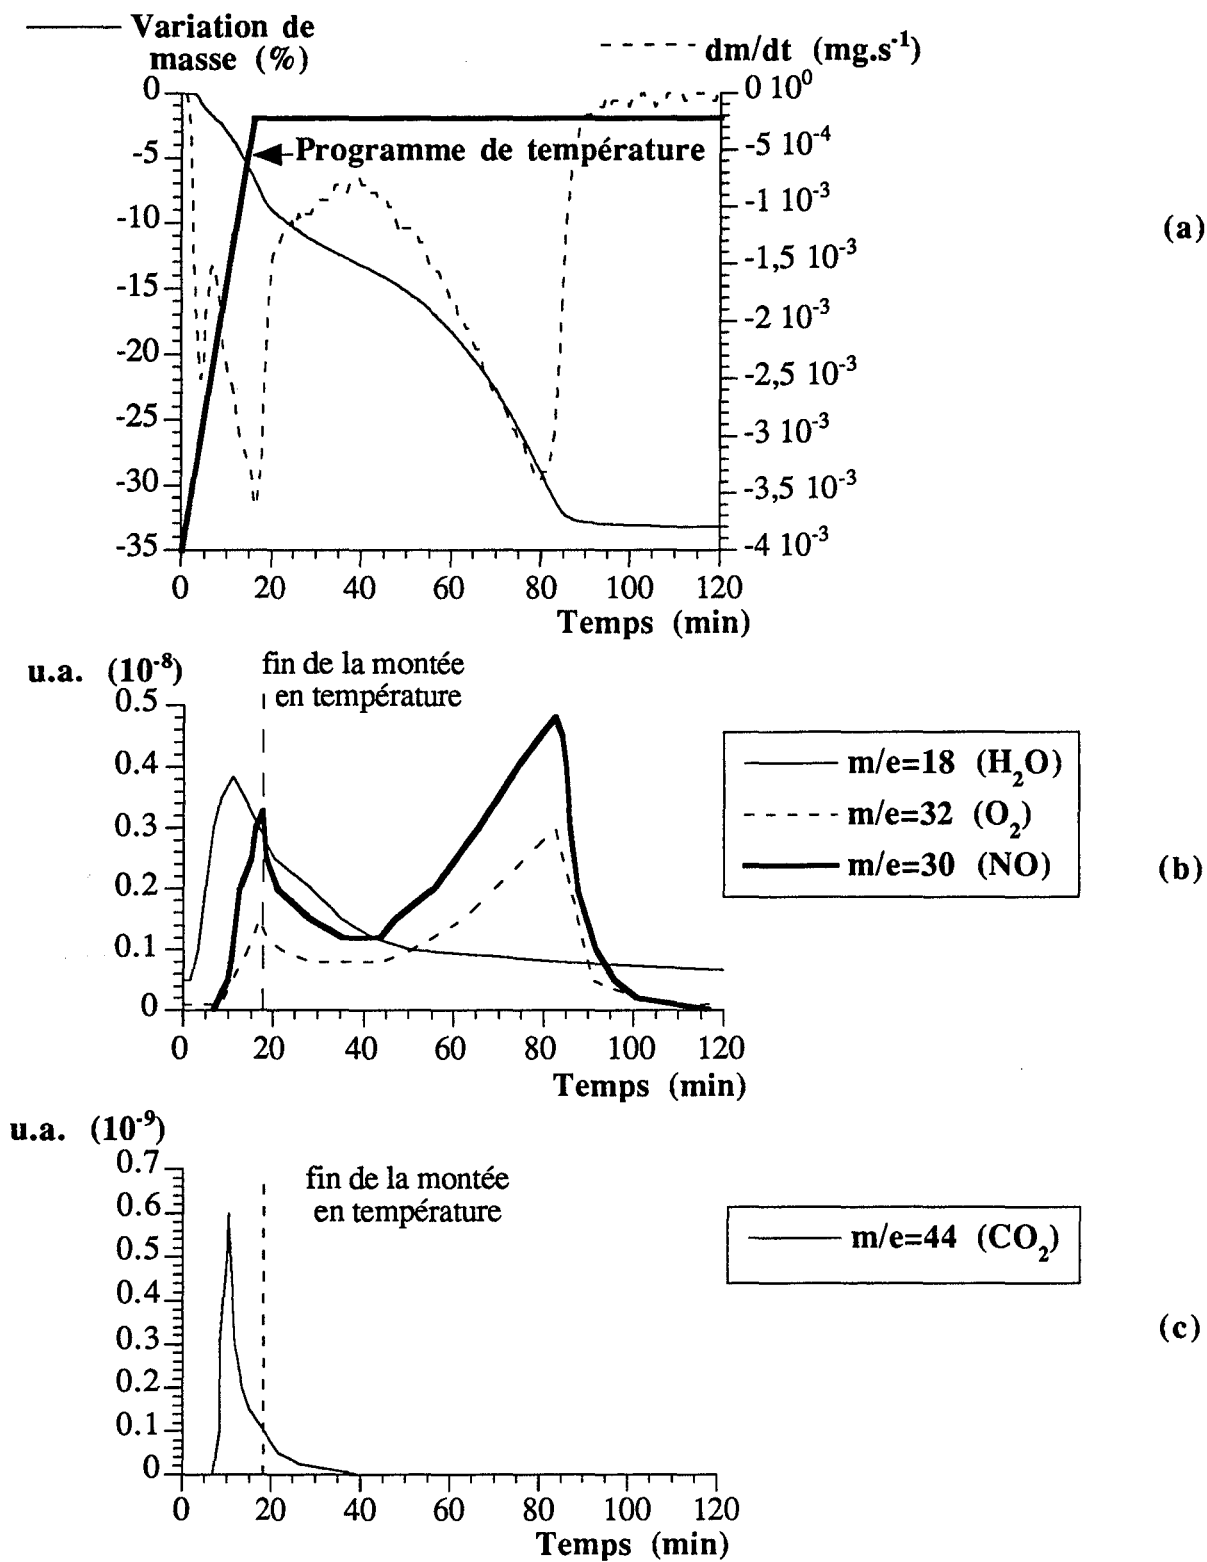 Variation de
masse (%)
dm/dt (mg.s-1)
0
-5
-10
-15
-20
-25
-30
-35
0 10^0
-5 10^-4
-1 10^-3
-1,5 10^-3
-2 10^-3
-2,5 10^-3
-3 10^-3
-3,5 10^-3
-4 10^-3
Programme de température
(a)
0 20 40 60 80 100 120
Temps (min)
u.a. (10^-8)
fin de la montée
en température
0.5
0.4
0.3
0.2
0.1
0
m/e=18 (H2O)
m/e=32 (O2)
m/e=30 (NO)
(b)
0 20 40 60 80 100 120
Temps (min)
u.a. (10^-9)
fin de la montée
en température
0.7
0.6
0.5
0.4
0.3
0.2
0.1
0
m/e=44 (CO2)
(c)
0 20 40 60 80 100 120
Temps (min)